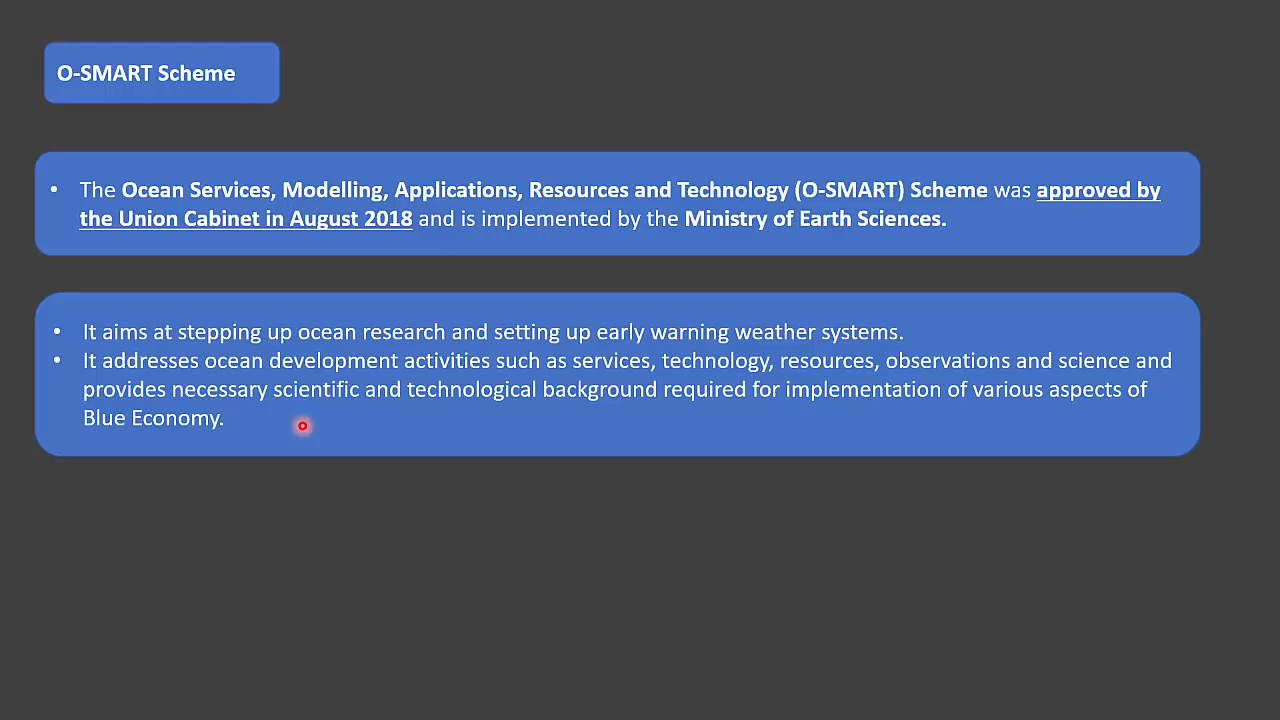 O-SMART Scheme
• The Ocean Services, Modelling, Applications, Resources and Technology (O-SMART) Scheme was approved by
the Union Cabinet in August 2018 and is implemented by the Ministry of Earth Sciences.
• It aims at stepping up ocean research and setting up early warning weather systems.
• It addresses ocean development activities such as services, technology, resources, observations and science and
provides necessary scientific and technological background required for implementation of various aspects of
Blue Economy.